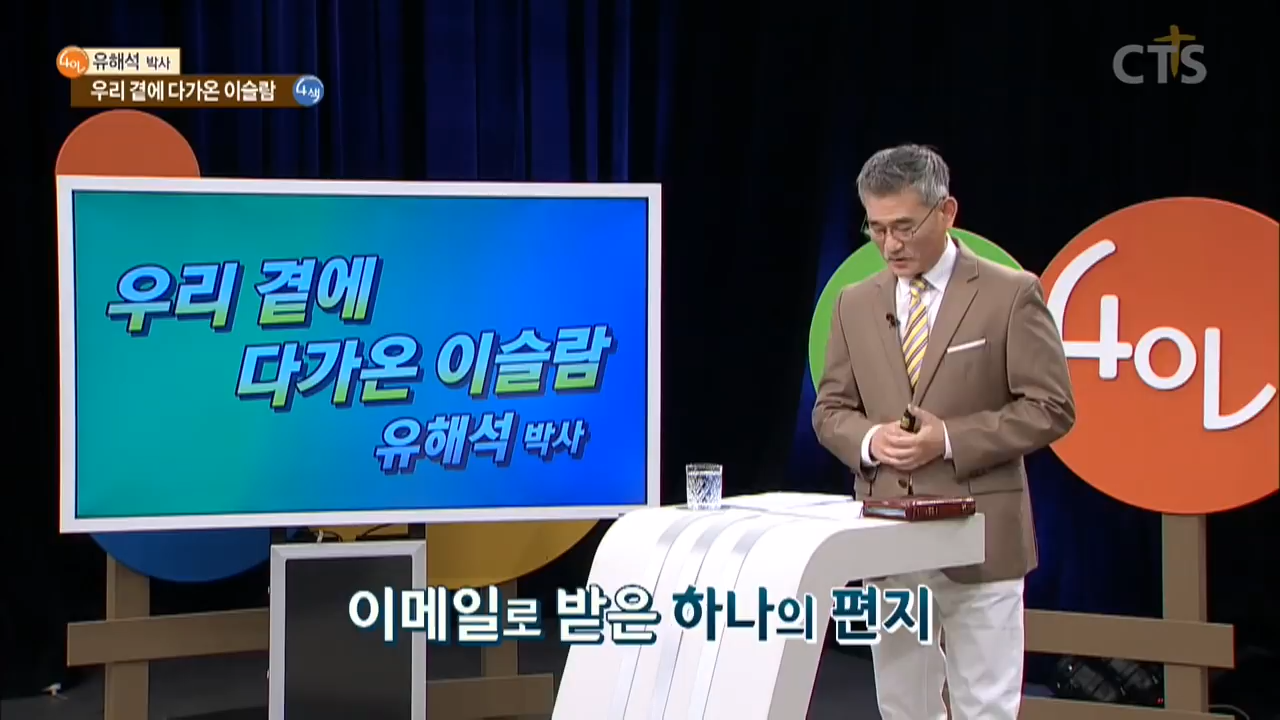 4인
유해석 박사
우리 곁에 다가온 이슬람
4색
CTS
우리 곁에
다가온 이슬람
유해석 박사
4인
이메일로 받은 하나의 편지